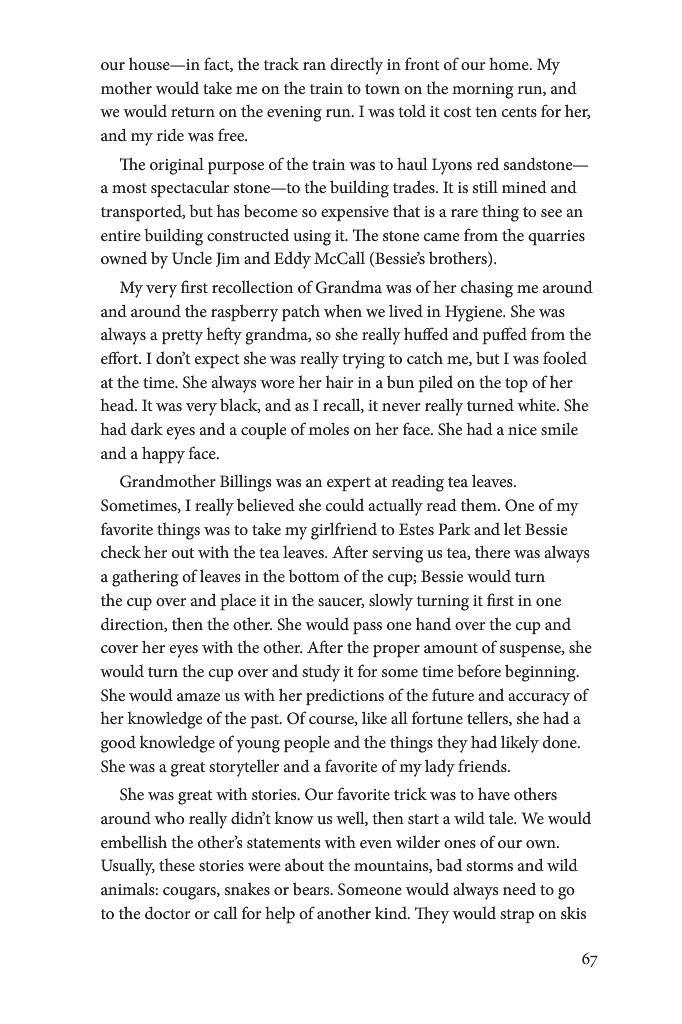 our house—in fact, the track ran directly in front of our home. My
mother would take me on the train to town on the morning run, and
we would return on the evening run. I was told it cost ten cents for her,
and my ride was free.
The original purpose of the train was to haul Lyons red sandstone—
a most spectacular stone—to the building trades. It is still mined and
transported, but has become so expensive that is a rare thing to see an
entire building constructed using it. The stone came from the quarries
owned by Uncle Jim and Eddy McCall (Bessie’s brothers).
My very first recollection of Grandma was of her chasing me around
and around the raspberry patch when we lived in Hygiene. She was
always a pretty hefty grandma, so she really huffed and puffed from the
effort. I don’t expect she was really trying to catch me, but I was fooled
at the time. She always wore her hair in a bun piled on the top of her
head. It was very black, and as I recall, it never really turned white. She
had dark eyes and a couple of moles on her face. She had a nice smile
and a happy face.
Grandmother Billings was an expert at reading tea leaves.
Sometimes, I really believed she could actually read them. One of my
favorite things was to take my girlfriend to Estes Park and let Bessie
check her out with the tea leaves. After serving us tea, there was always
a gathering of leaves in the bottom of the cup; Bessie would turn
the cup over and place it in the saucer, slowly turning it first in one
direction, then the other. She would pass one hand over the cup and
cover her eyes with the other. After the proper amount of suspense, she
would turn the cup over and study it for some time before beginning.
She would amaze us with her predictions of the future and accuracy of
her knowledge of the past. Of course, like all fortune tellers, she had a
good knowledge of young people and the things they had likely done.
She was a great storyteller and a favorite of my lady friends.
She was great with stories. Our favorite trick was to have others
around who really didn’t know us well, then start a wild tale. We would
embellish the other’s statements with even wilder ones of our own.
Usually, these stories were about the mountains, bad storms and wild
animals: cougars, snakes or bears. Someone would always need to go
to the doctor or call for help of another kind. They would strap on skis
67